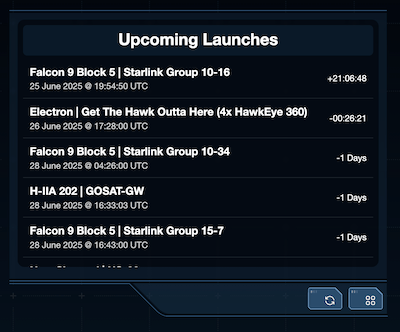 Upcoming Launches
Falcon 9 Block 5 | Starlink Group 10-16
25 June 2025 @ 19:54:50 UTC
+21:06:48
Electron | Get The Hawk Outta Here (4x HawkEye 360)
26 June 2025 @ 17:28:00 UTC
-00:26:21
Falcon 9 Block 5 | Starlink Group 10-34
28 June 2025 @ 04:26:00 UTC
-1 Days
H-IIA 202 | GOSAT-GW
28 June 2025 @ 16:33:03 UTC
-1 Days
Falcon 9 Block 5 | Starlink Group 15-7
28 June 2025 @ 16:43:00 UTC
-1 Days